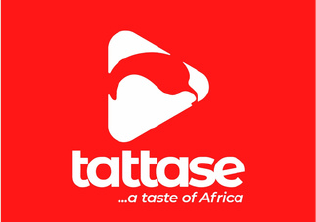 tattase
...a taste of Africa